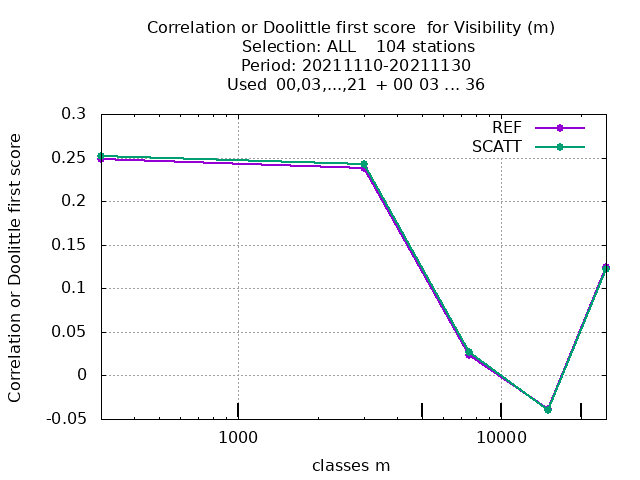 Correlation or Doolittle first score  for Visibility (m)
Selection: ALL    104 stations
Period: 20211110-20211130
Used  00,03,...,21  + 00 03 ... 36
REF
SCATT
0.3
0.25
0.2
0.15
0.1
0.05
0
-0.05
Correlation or Doolittle first score
1000
10000
classes m